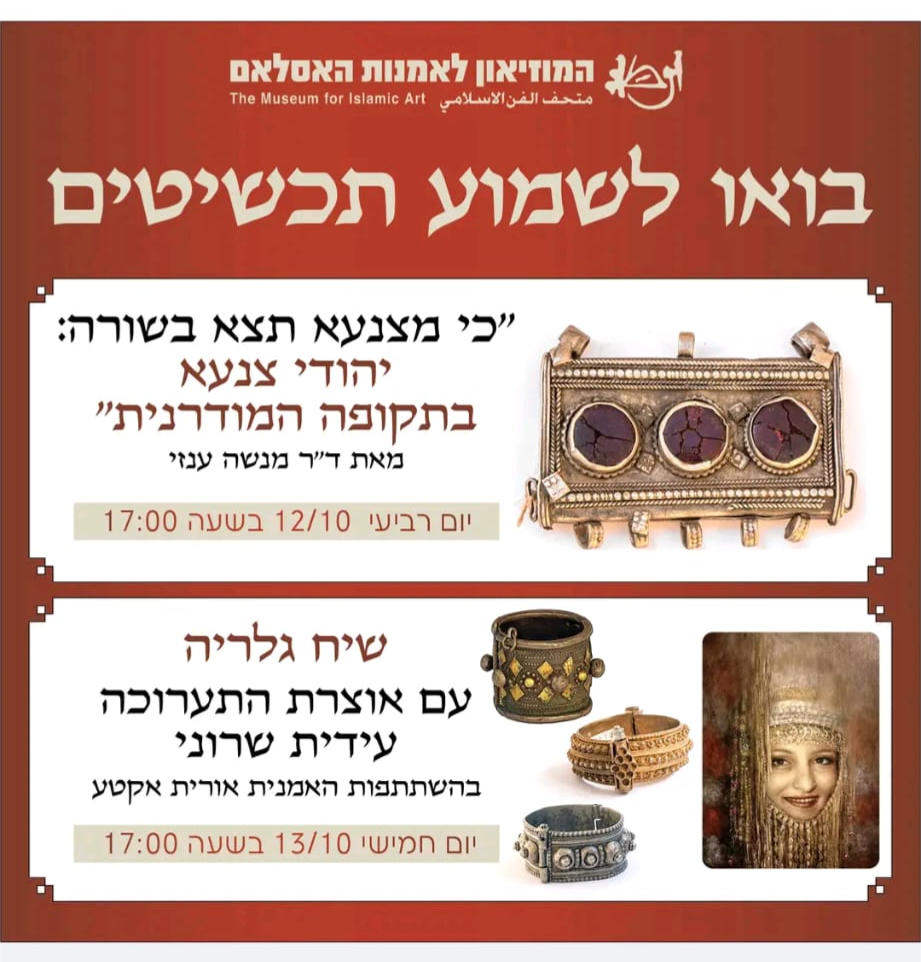 המוזיאון לאמנות האסלאם
The Museum for Islamic Art متحف الفن الاسلامي
בואו לשמוע תכשיטים
"כי מצנעא תצא בשורה:
יהודי צנעא
בתקופה המודרנית"
מאת ד"ר מנשה ענזי
יום רביעי 12/10 בשעה 17:00
שיח גלריה
עם אוצרת התערוכה
עידית שרוני
בהשתתפות האמנית אורית אקטע
יום חמישי 13/10 בשעה 17:00